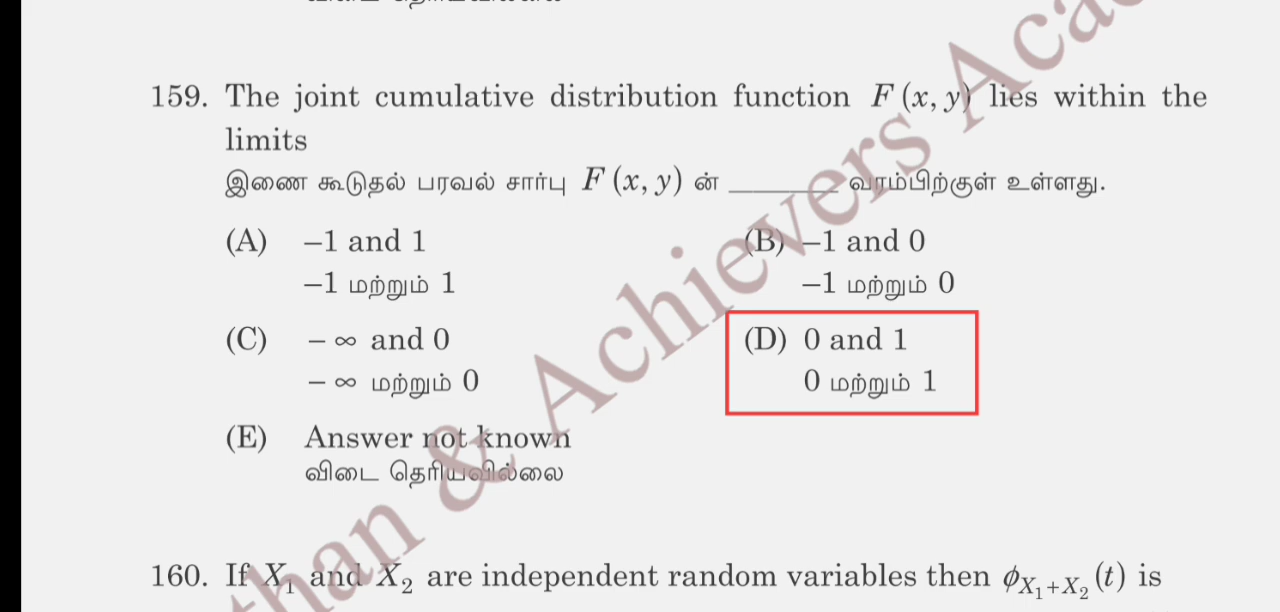 159. The joint cumulative distribution function F (x, y) lies within the
limits
இணை கூடுதல் பரவல் சார்பு F (x, y) ன் ________ வரம்பிற்குள் உள்ளது.
(A) –1 and 1 (B) –1 and 0
–1 மற்றும் 1 –1 மற்றும் 0
(C) – ∞ and 0 (D) 0 and 1
– ∞ மற்றும் 0 0 மற்றும் 1
(E) Answer not known
விடை தெரியவில்லை
160. If X₁ and X₂ are independent random variables then ϕ_{X₁+X₂} (t) is
& Achievers